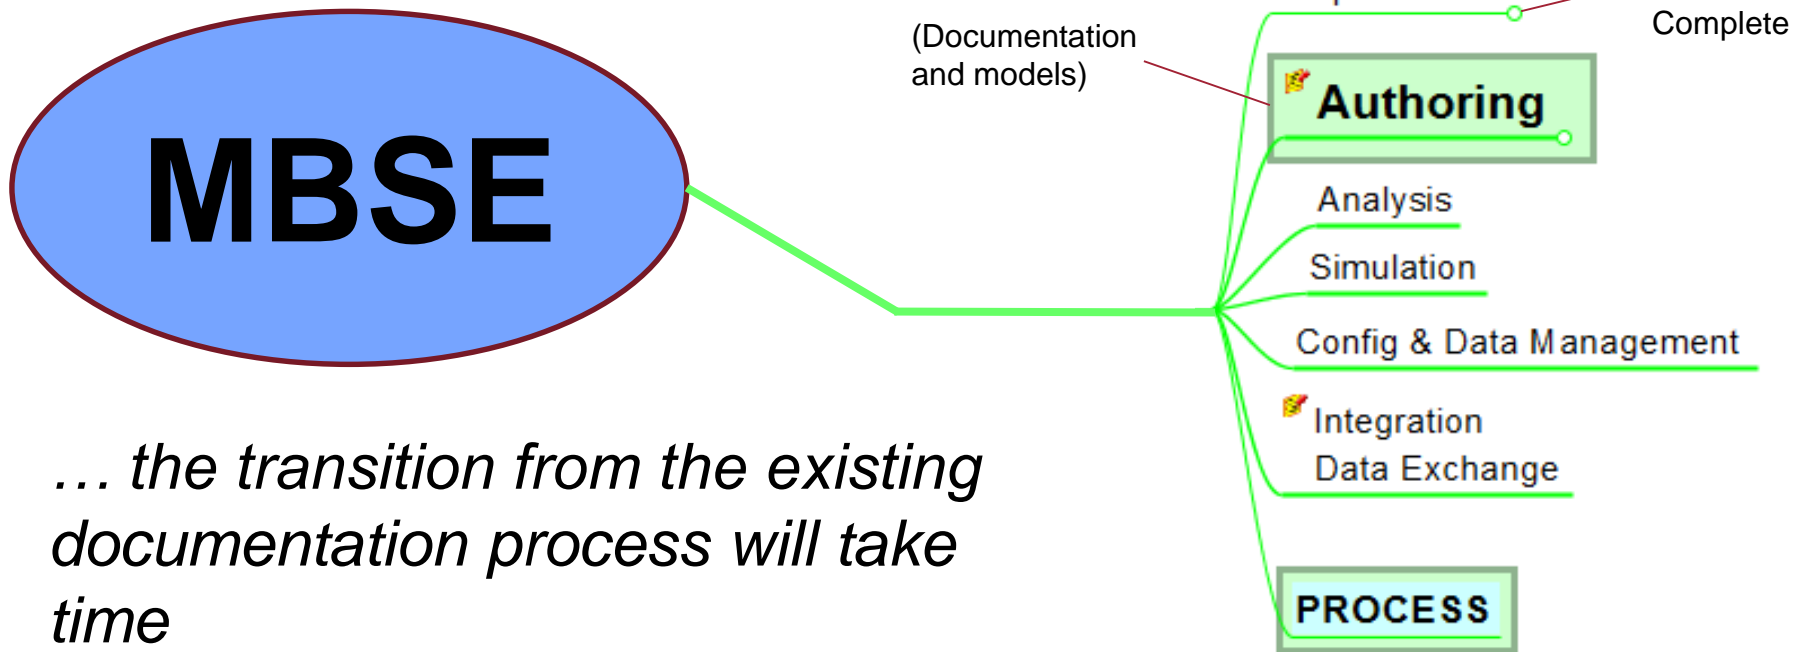 Complete
(Documentation
and models)
Authoring
MBSE
Analysis
Simulation
Config & Data Management
Integration
Data Exchange
… the transition from the existing
documentation process will take
time
PROCESS